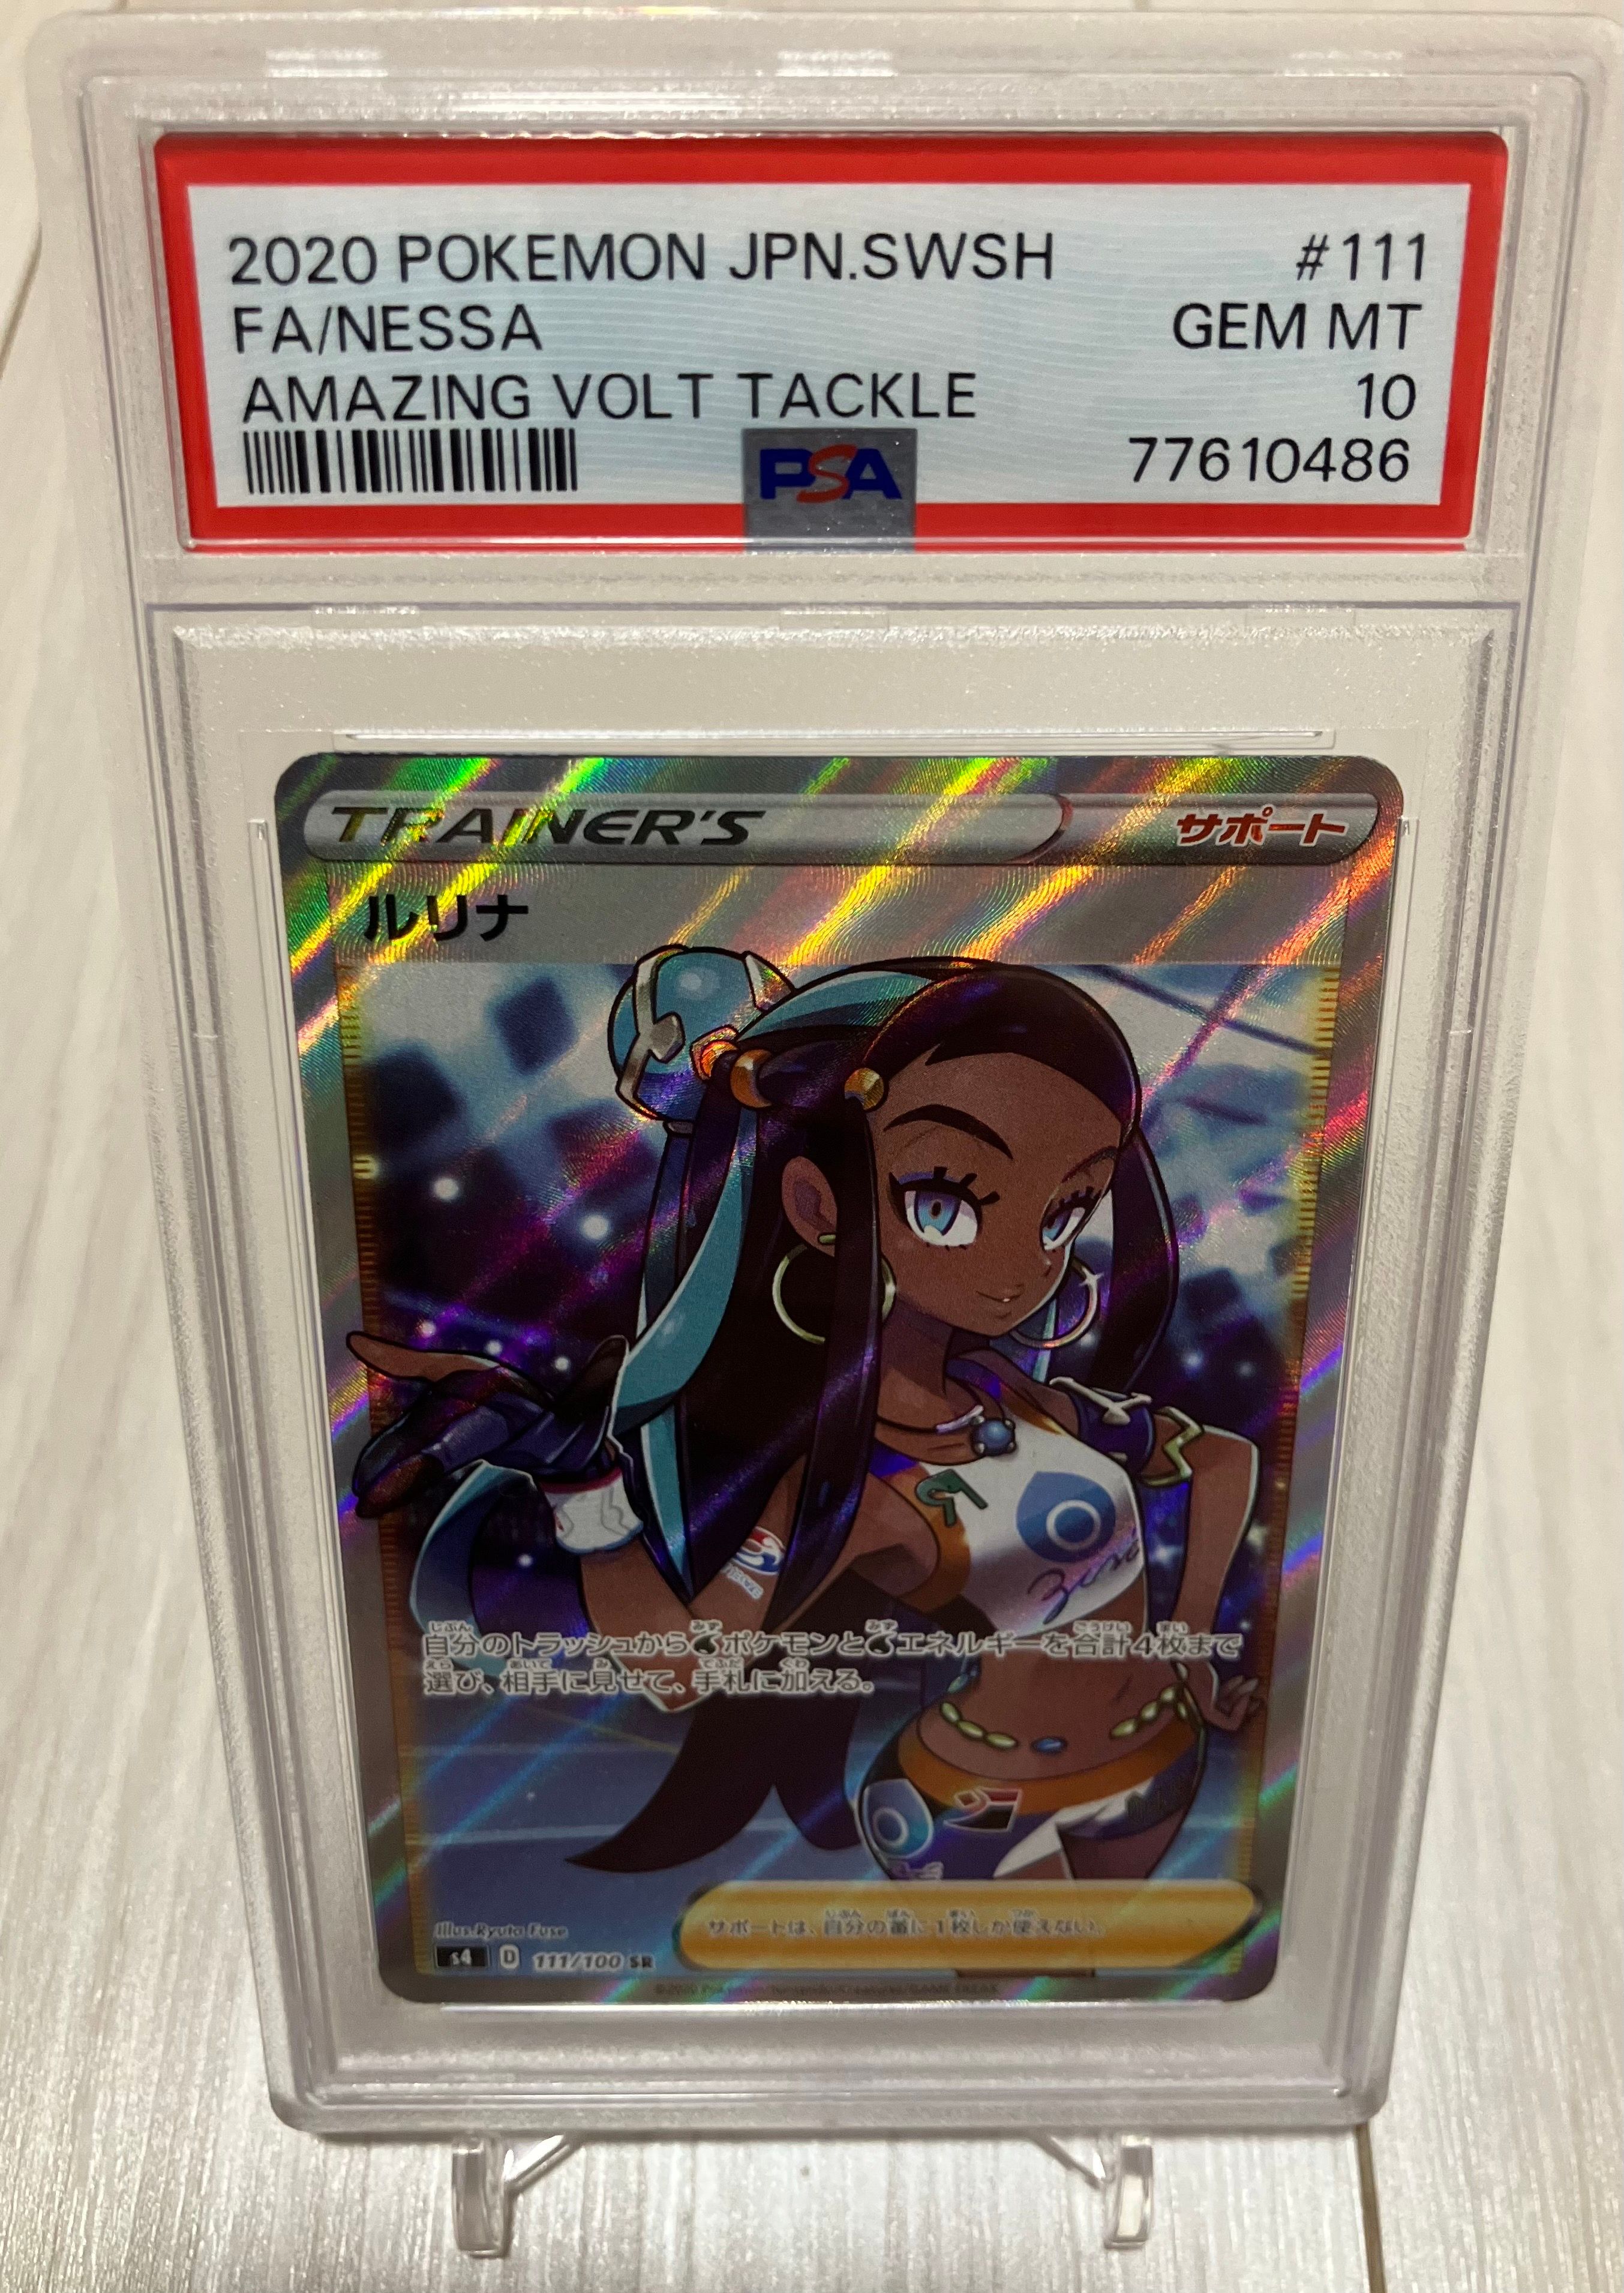 2020 POKEMON JPN.SWSH #111
FA/NESSA GEM MT
AMAZING VOLT TACKLE 10
PSA 77610486
TRAINER'S サポート
ルリナ
自分のトラッシュからポケモンとエネルギーを合計4枚まで
選び、相手に見せて、手札に加える。
サポートは、自分の番に1枚しか使えない。
Illus.Ryuta Fuse
s4 D 111/100 SR